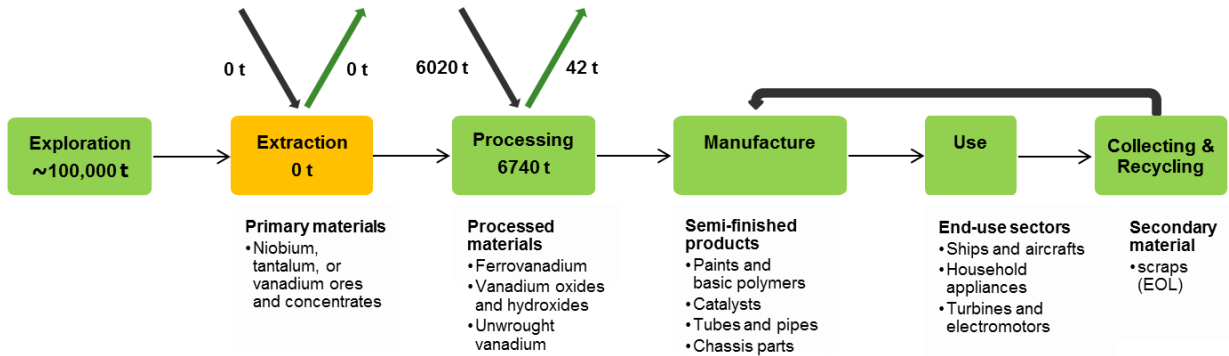 0 t
0 t
6020 t
42 t
Exploration
~100,000 t
Extraction
0 t
Processing
6740 t
Manufacture
Use
Collecting &
Recycling
Primary materials
•Niobium,
tantalum, or
vanadium ores
and concentrates
Processed
materials
•Ferrovanadium
•Vanadium oxides
and hydroxides
•Unwrought
vanadium
Semi-finished
products
•Paints and
basic polymers
•Catalysts
•Tubes and pipes
•Chassis parts
End-use sectors
•Ships and aircrafts
•Household
appliances
•Turbines and
electromotors
Secondary
material
•scraps
(EOL)